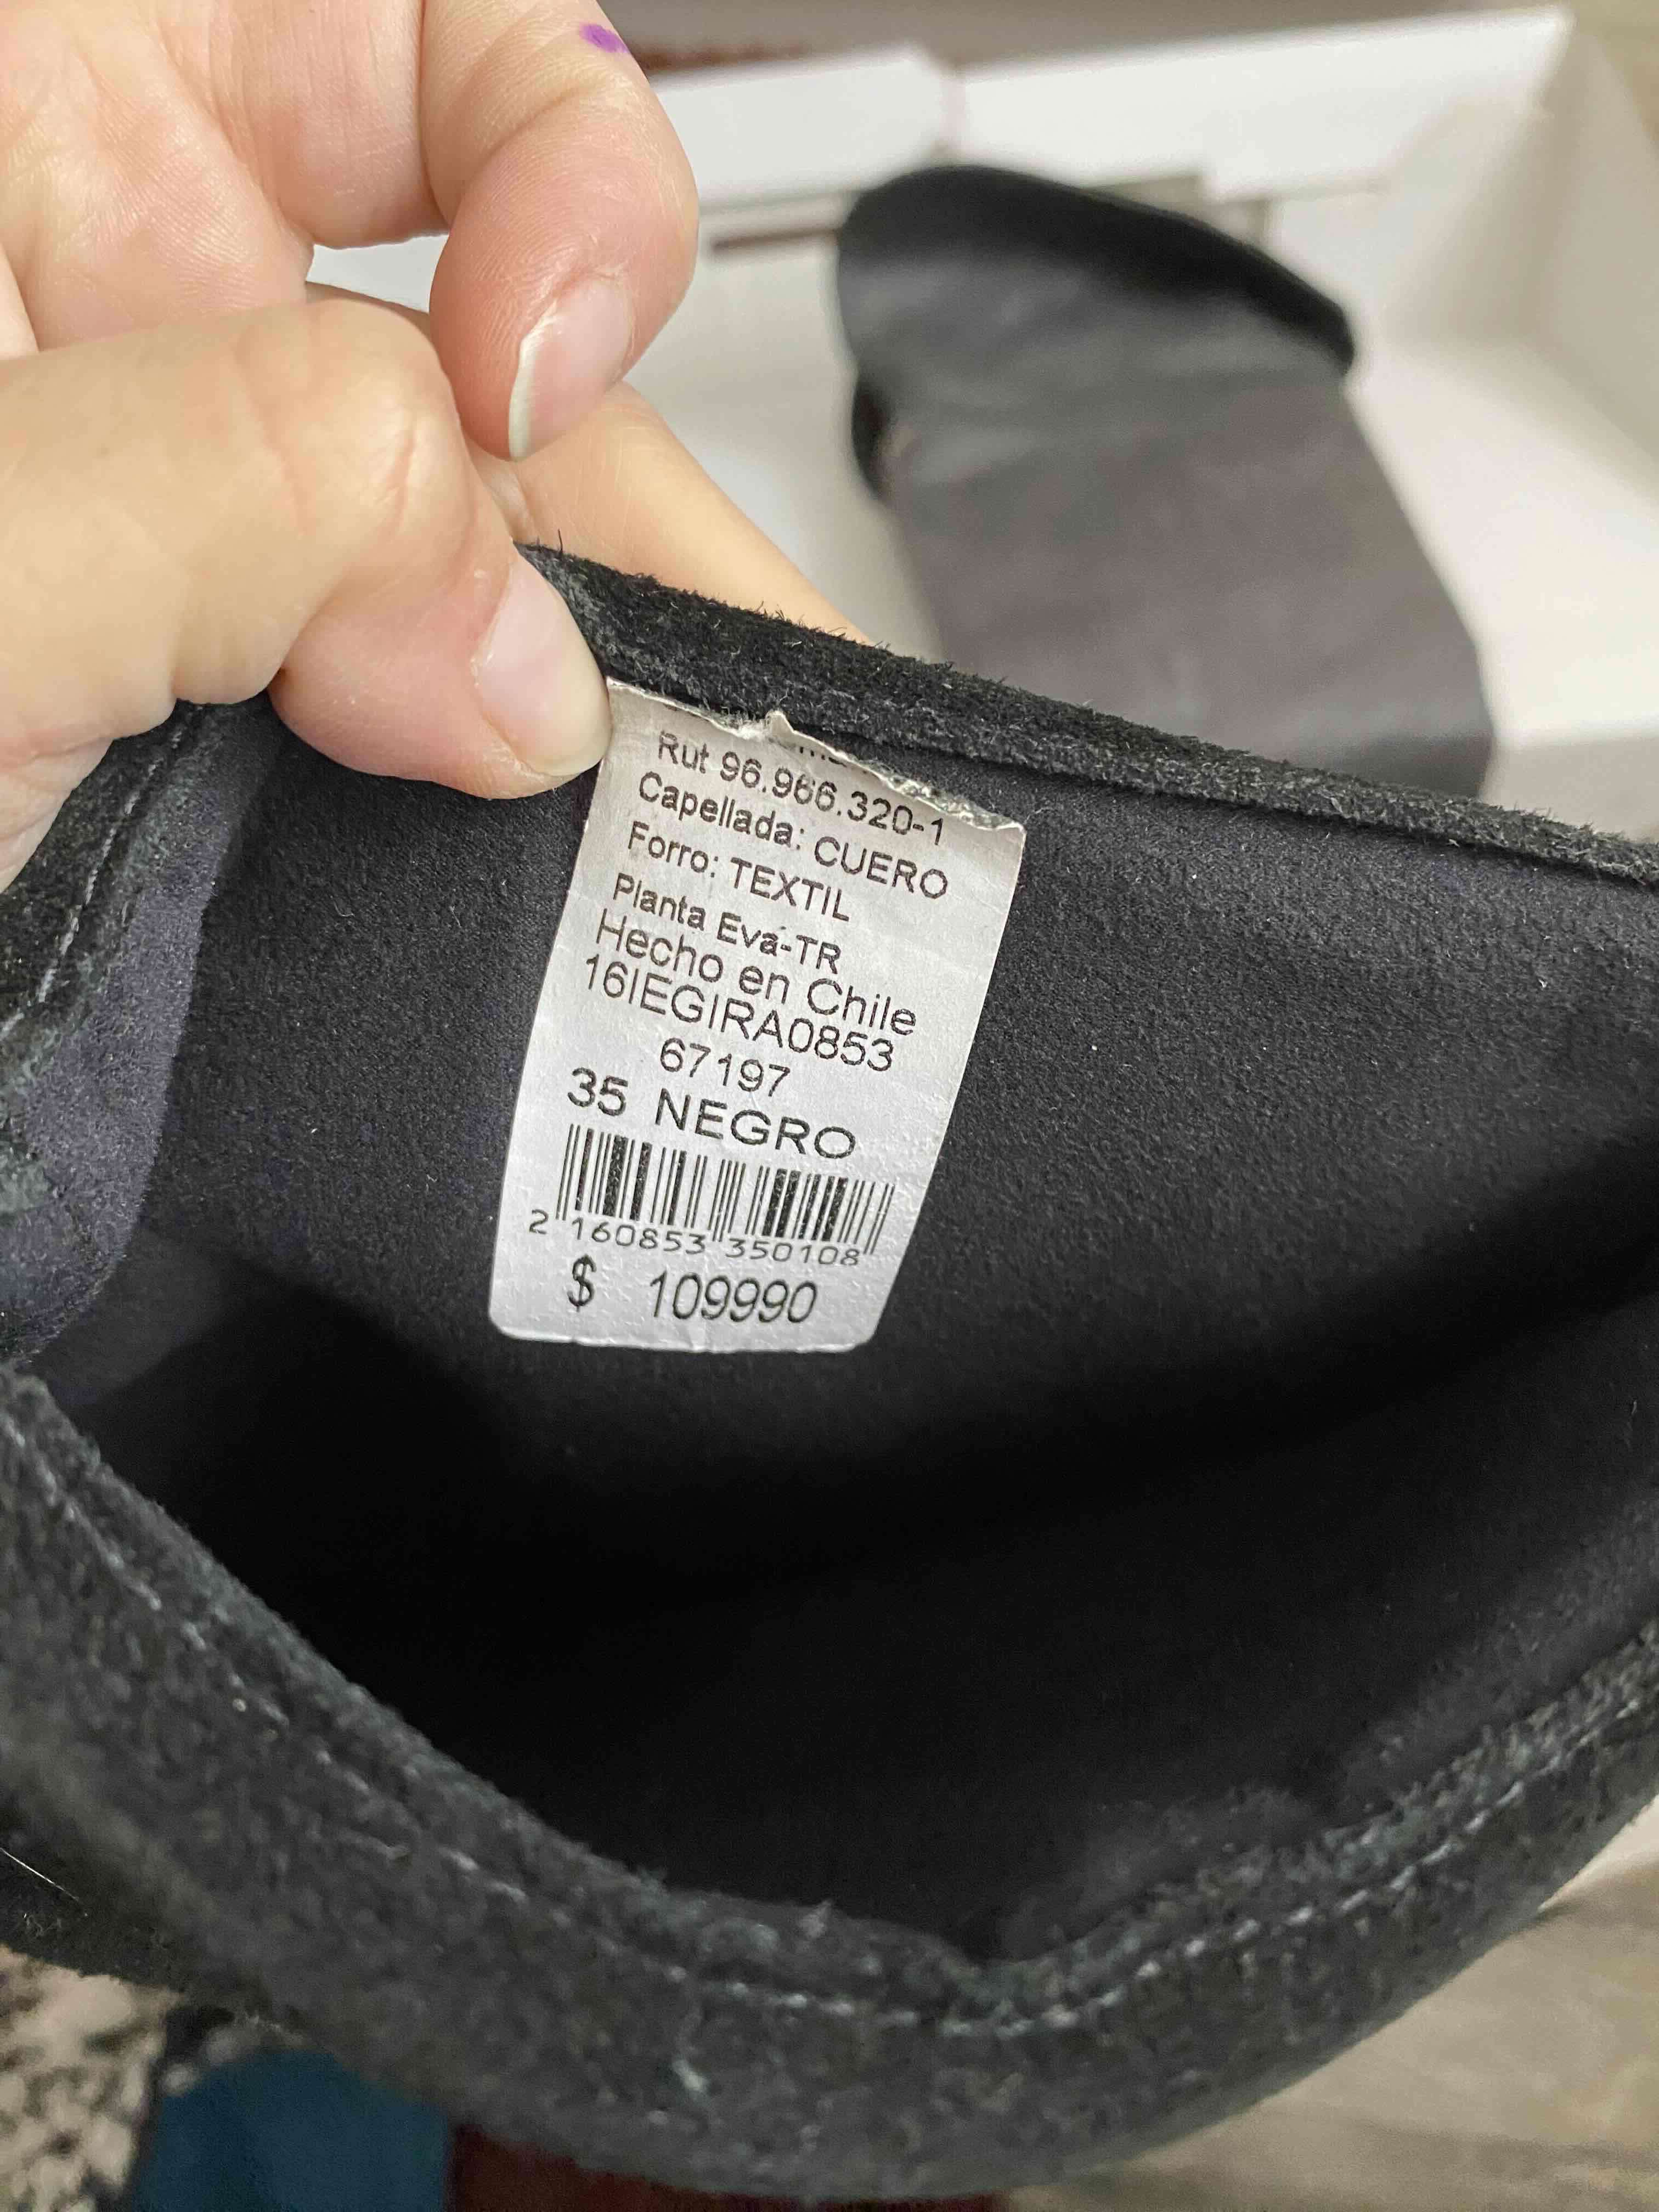 Rut 96.966.320-1
Capellada: CUERO
Forro: TEXTIL
Planta Eva-TR
Hecho en Chile
16IEGIRA0853
67197
35 NEGRO
2 160853 350108
$ 109990